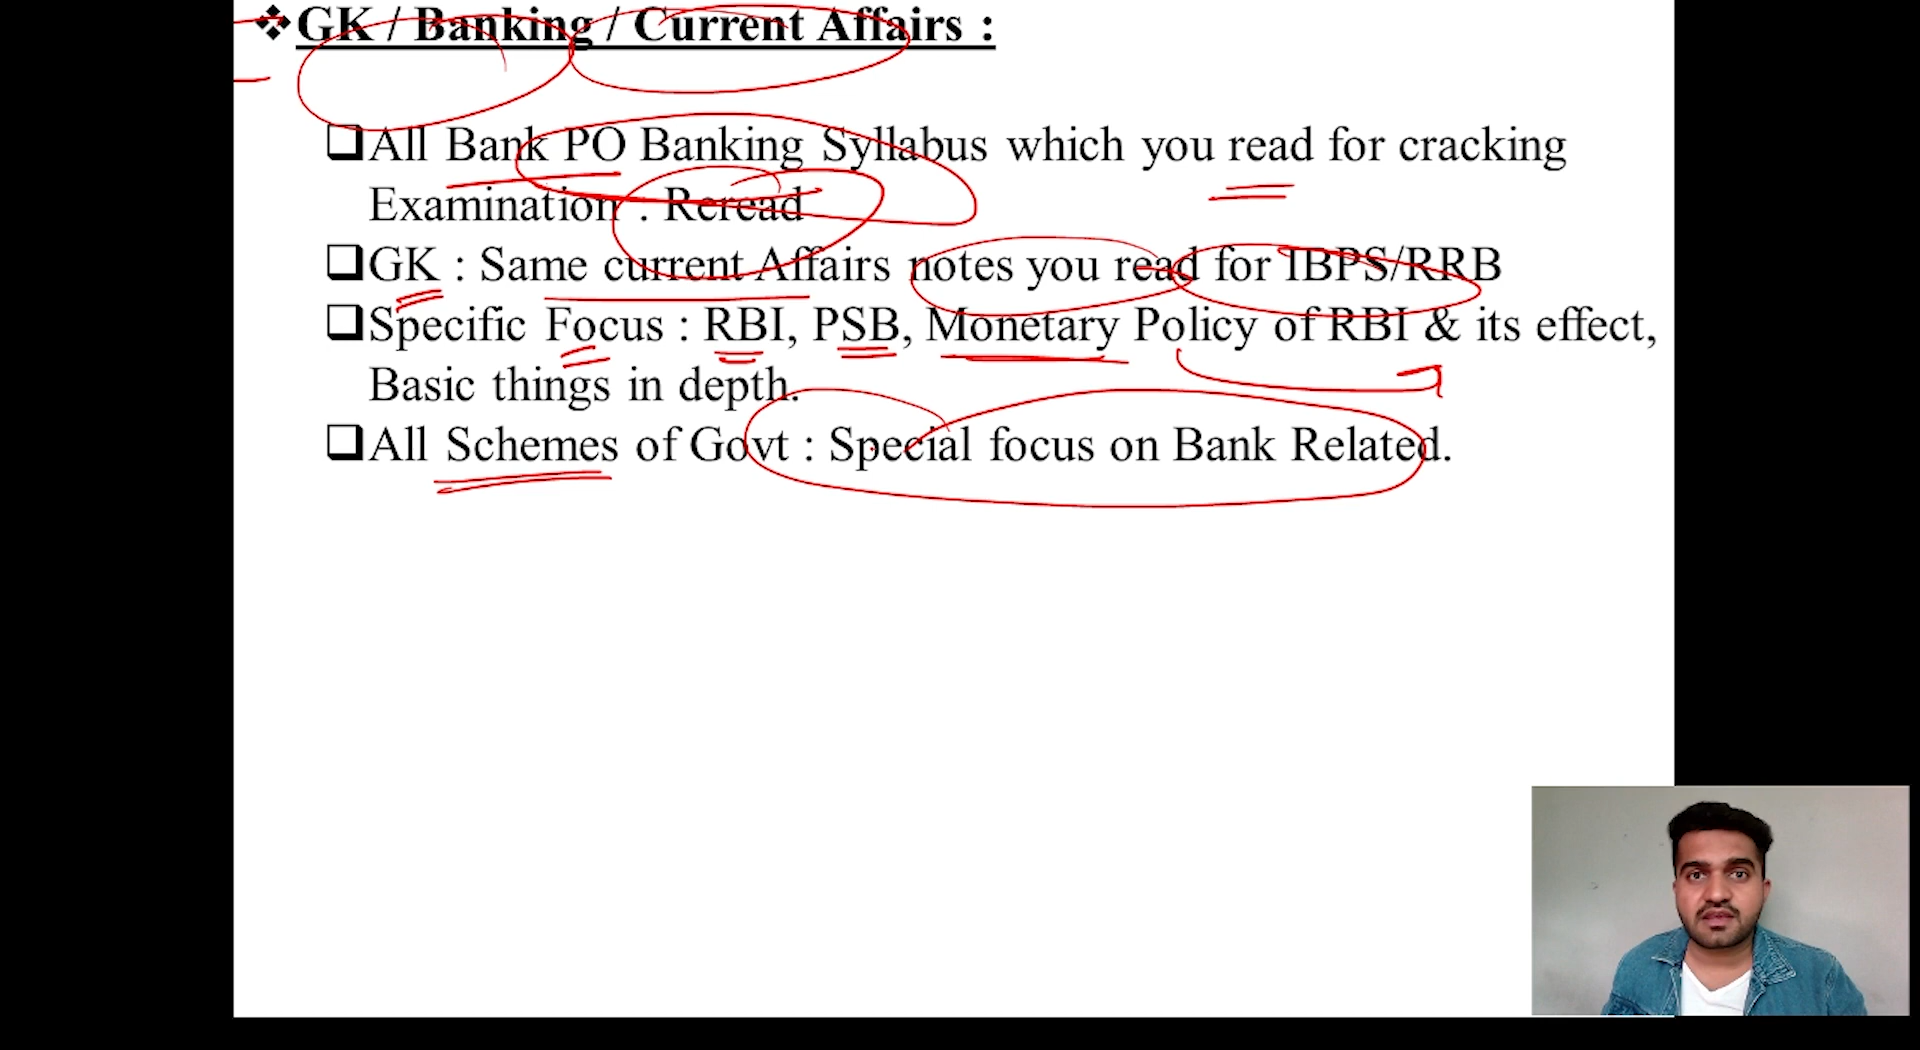 ❖GK / Banking / Current Affairs :
❑All Bank PO Banking Syllabus which you read for cracking
Examination : Reread
❑GK : Same current Affairs notes you read for IBPS/RRB
❑Specific Focus : RBI, PSB, Monetary Policy of RBI & its effect,
Basic things in depth.
❑All Schemes of Govt : Special focus on Bank Related.